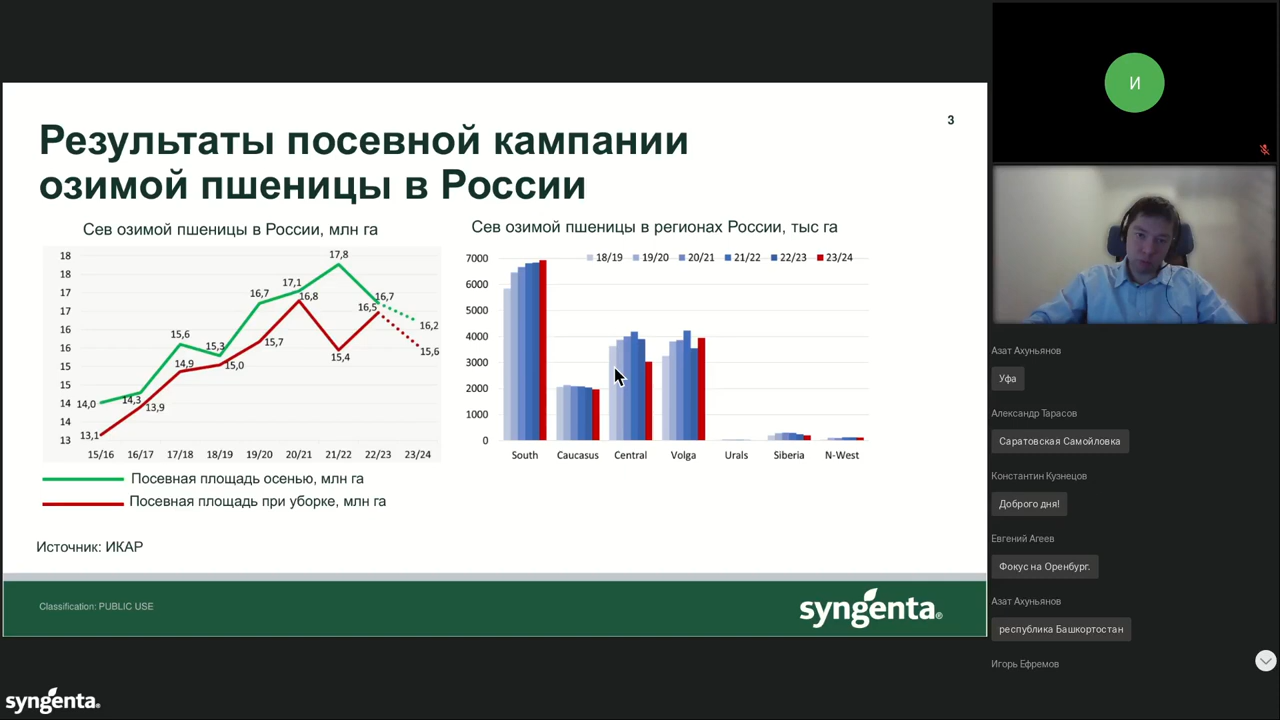 3
Результаты посевной кампании
озимой пшеницы в России
Сев озимой пшеницы в России, млн га
18
18
17
17
16
16
15
15
14
14
13
14,0
14,3
15,6
15,3
16,7
17,1
17,8
16,7
16,2
13,1
13,9
14,9
15,0
15,7
16,8
15,4
16,5
15,6
15/16 16/17 17/18 18/19 19/20 20/21 21/22 22/23 23/24
Посевная площадь осенью, млн га
Посевная площадь при уборке, млн га
Сев озимой пшеницы в регионах России, тыс га
18/19 19/20 20/21 21/22 22/23 23/24
7000
6000
5000
4000
3000
2000
1000
0
South Caucasus Central Volga Urals Siberia N-West
Источник: ИКАР
Classification: PUBLIC USE
syngenta®
syngenta.
И
Азат Ахуньянов
Уфа
Александр Тарасов
Саратовская Самойловка
Константин Кузнецов
Доброго дня!
Евгений Агеев
Фокус на Оренбург.
Азат Ахуньянов
республика Башкортостан
Игорь Ефремов